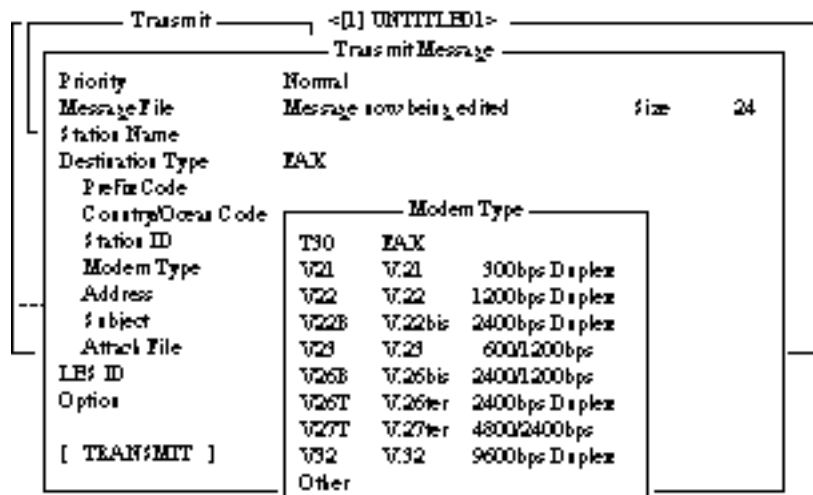 Transmit <[1] UNTITLED1>
Transmit Message
Priority Normal
Message File Message now being edited Size 24
Station Name
Destination Type FAX
Prefix Code
Country/Ocean Code
Station ID
Modem Type
Address
Subject
Attach File
LES ID
Option
[ TRANSMIT ]
Modem Type
T30 FAX
V21 V.21 300bps Duplex
V22 V.22 1200bps Duplex
V22B V.22bis 2400bps Duplex
V23 V.23 600/1200bps
V26B V.26bis 2400/1200bps
V26T V.26ter 2400bps Duplex
V27T V.27ter 4800/2400bps
V32 V.32 9600bps Duplex
Other